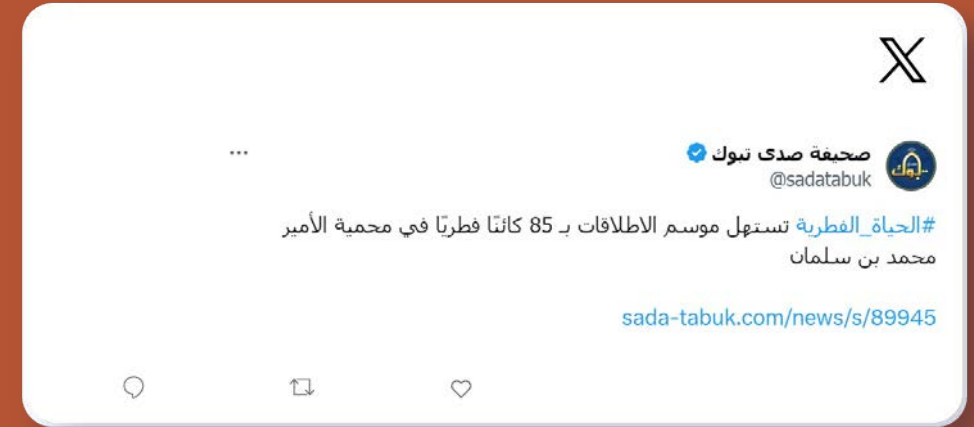 صحيفة صدى تبوك
@sadatabuk
#الحياة_الفطرية تستهل موسم الاطلاقات بـ 85 كائنًا فطريًا في محمية الأمير
محمد بن سلمان
sada-tabuk.com/news/s/89945